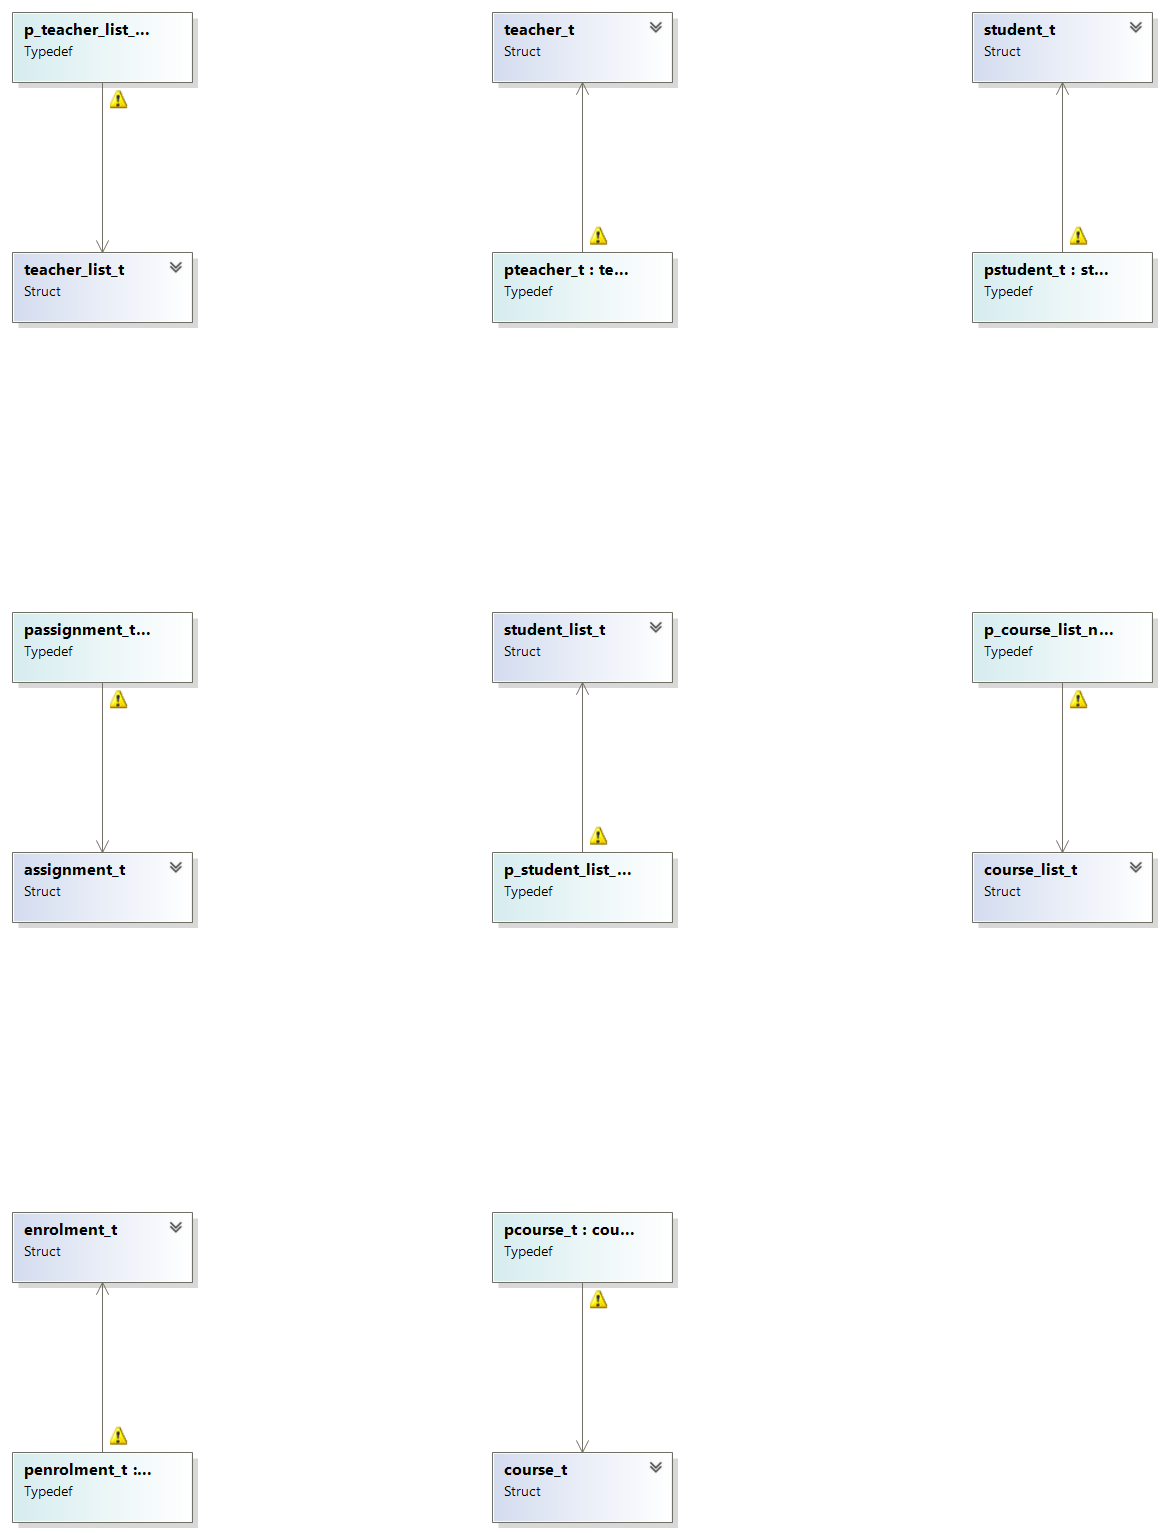 p_teacher_list_...
Typedef
teacher_t
Struct
student_t
Struct
teacher_list_t
Struct
pteacher_t : te...
Typedef
pstudent_t : st...
Typedef
passignment_t...
Typedef
student_list_t
Struct
p_course_list_n...
Typedef
assignment_t
Struct
p_student_list_...
Typedef
course_list_t
Struct
enrolment_t
Struct
pcourse_t : cou...
Typedef
penrolment_t :...
Typedef
course_t
Struct